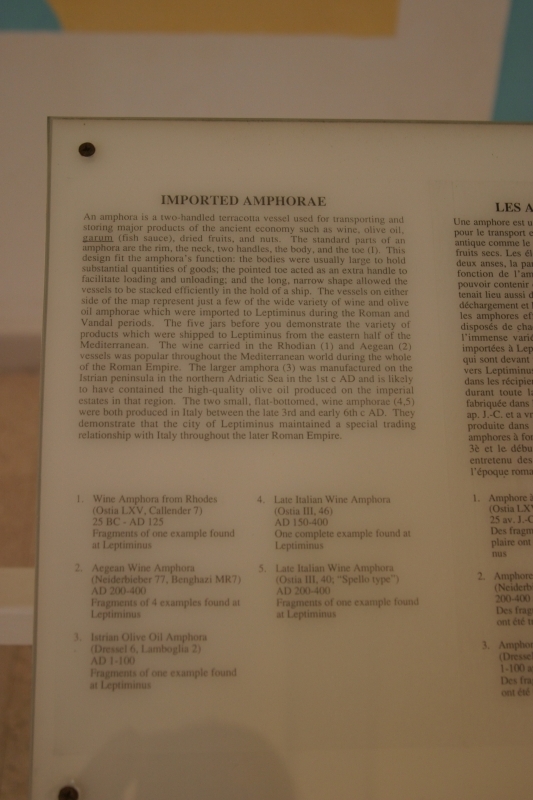 IMPORTED AMPHORAE
An amphora is a two-handled terracotta vessel used for transporting and
storing major products of the ancient economy such as wine, olive oil,
garum (fish sauce), dried fruits, and nuts. The standard parts of an
amphora are the rim, the neck, two handles, the body, and the toe (1). This
design fit the amphora's function: the bodies were usually large to hold
substantial quantities of goods; the pointed toe acted as an extra handle to
facilitate loading and unloading; and the long, narrow shape allowed the
vessels to be stacked efficiently in the hold of a ship. The vessels on either
side of the map represent just a few of the wide variety of wine and olive
oil amphorae which were imported to Leptiminus during the Roman and
Vandal periods. The five jars before you demonstrate the variety of
products which were shipped to Leptiminus from the eastern half of the
Mediterranean. The wine carried in the Rhodian (1) and Aegean (2)
vessels was popular throughout the Mediterranean world during the whole
of the Roman Empire. The larger amphora (3) was manufactured on the
Istrian peninsula in the northern Adriatic Sea in the 1st c AD and is likely
to have contained the high-quality olive oil produced on the imperial
estates in that region. The two small, flat-bottomed, wine amphorae (4,5)
were both produced in Italy between the late 3rd and early 6th c AD. They
demonstrate that the city of Leptiminus maintained a special trading
relationship with Italy throughout the later Roman Empire.
1. Wine Amphora from Rhodes
(Ostia LXV, Callender 7)
25 BC - AD 125
Fragments of one example found
at Leptiminus
2. Aegean Wine Amphora
(Neiderbieber 77, Benghazi MR7)
AD 200-400
Fragments of 4 examples found at
Leptiminus
3. Istrian Olive Oil Amphora
(Dressel 6, Lamboglia 2)
AD 1-100
Fragments of one example found
at Leptiminus
4. Late Italian Wine Amphora
(Ostia III, 46)
AD 150-400
One complete example found at
Leptiminus
5. Late Italian Wine Amphora
(Ostia III, 40; "Spello type")
AD 200-400
Fragments of one example found
at Leptiminus
LES A
Une amphore est u
pour le transport e
antique comme le
fruits secs. Les él
deux anses, la pa
fonction de l'am
pouvoir contenir
tenait lieu aussi d
déchargement et l
les amphores ef
disposés de cha
l'immense varié
importées à Lep
qui sont devant
vers Leptiminus
dans les récipie
durant toute la
fabriquée dans
ap. J.-C. et a vr
produite dans
amphores à fo
3è et le débu
entretenu des
l'époque roma
1. Amphore à
(Ostia LXV
25 av. J.-C
Des fragm
plaire ont
nus
2. Amphore
(Neiderb
200-400
Des frag
ont été t
3. Amphor
(Dresse
1-100 a
Des fra
ont été